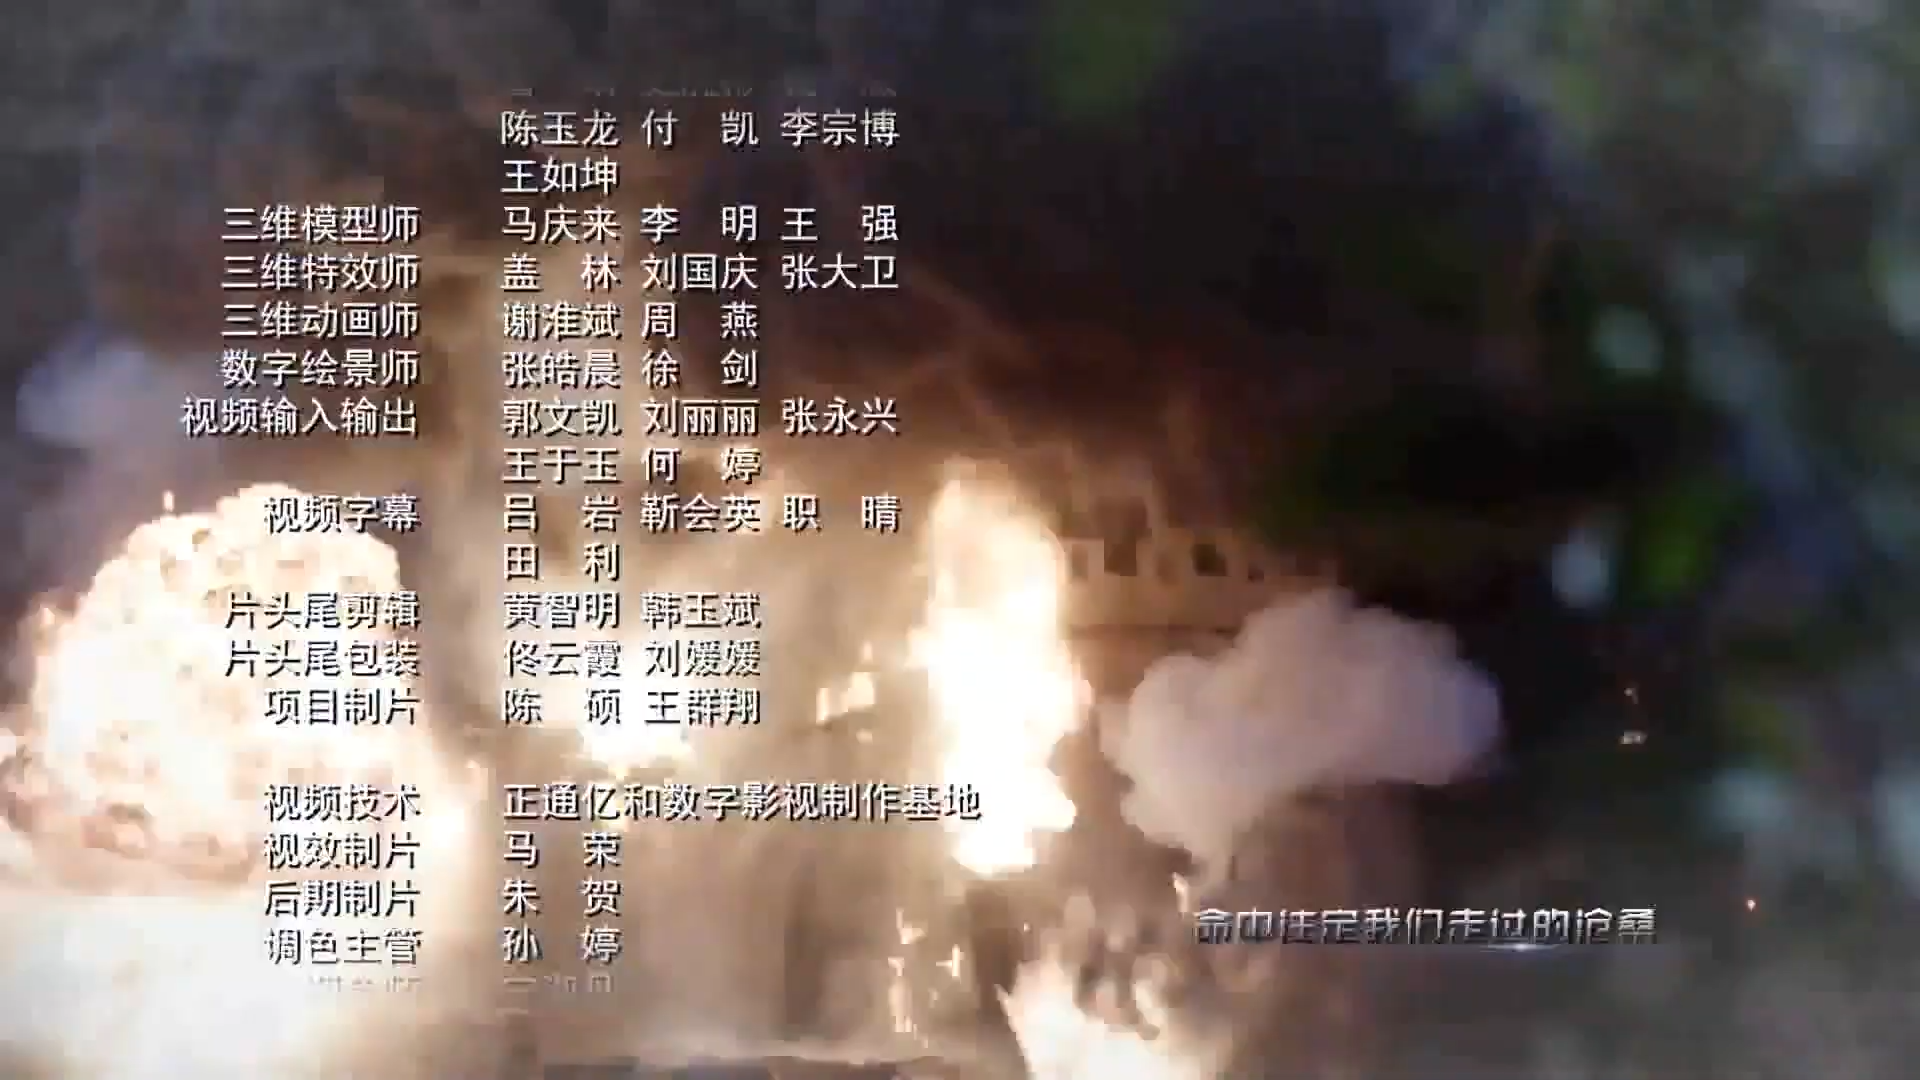 陈玉龙 付　凯 李宗博
王如坤
三维模型师 马庆来 李　明 王　强
三维特效师 盖　林 刘国庆 张大卫
三维动画师 谢淮斌 周　燕
数字绘景师 张皓晨 徐　剑
视频输入输出 郭文凯 刘丽丽 张永兴
王于玉 何　婷
视频字幕 吕　岩 靳会英 职　晴
田　利
片头尾剪辑 黄智明 韩玉斌
片头尾包装 佟云霞 刘媛媛
项目制片 陈　硕 王群翔
视频技术 正通亿和数字影视制作基地
视效制片 马　荣
后期制片 朱　贺
调色主管 孙　婷
命中注定我们走过的沧桑